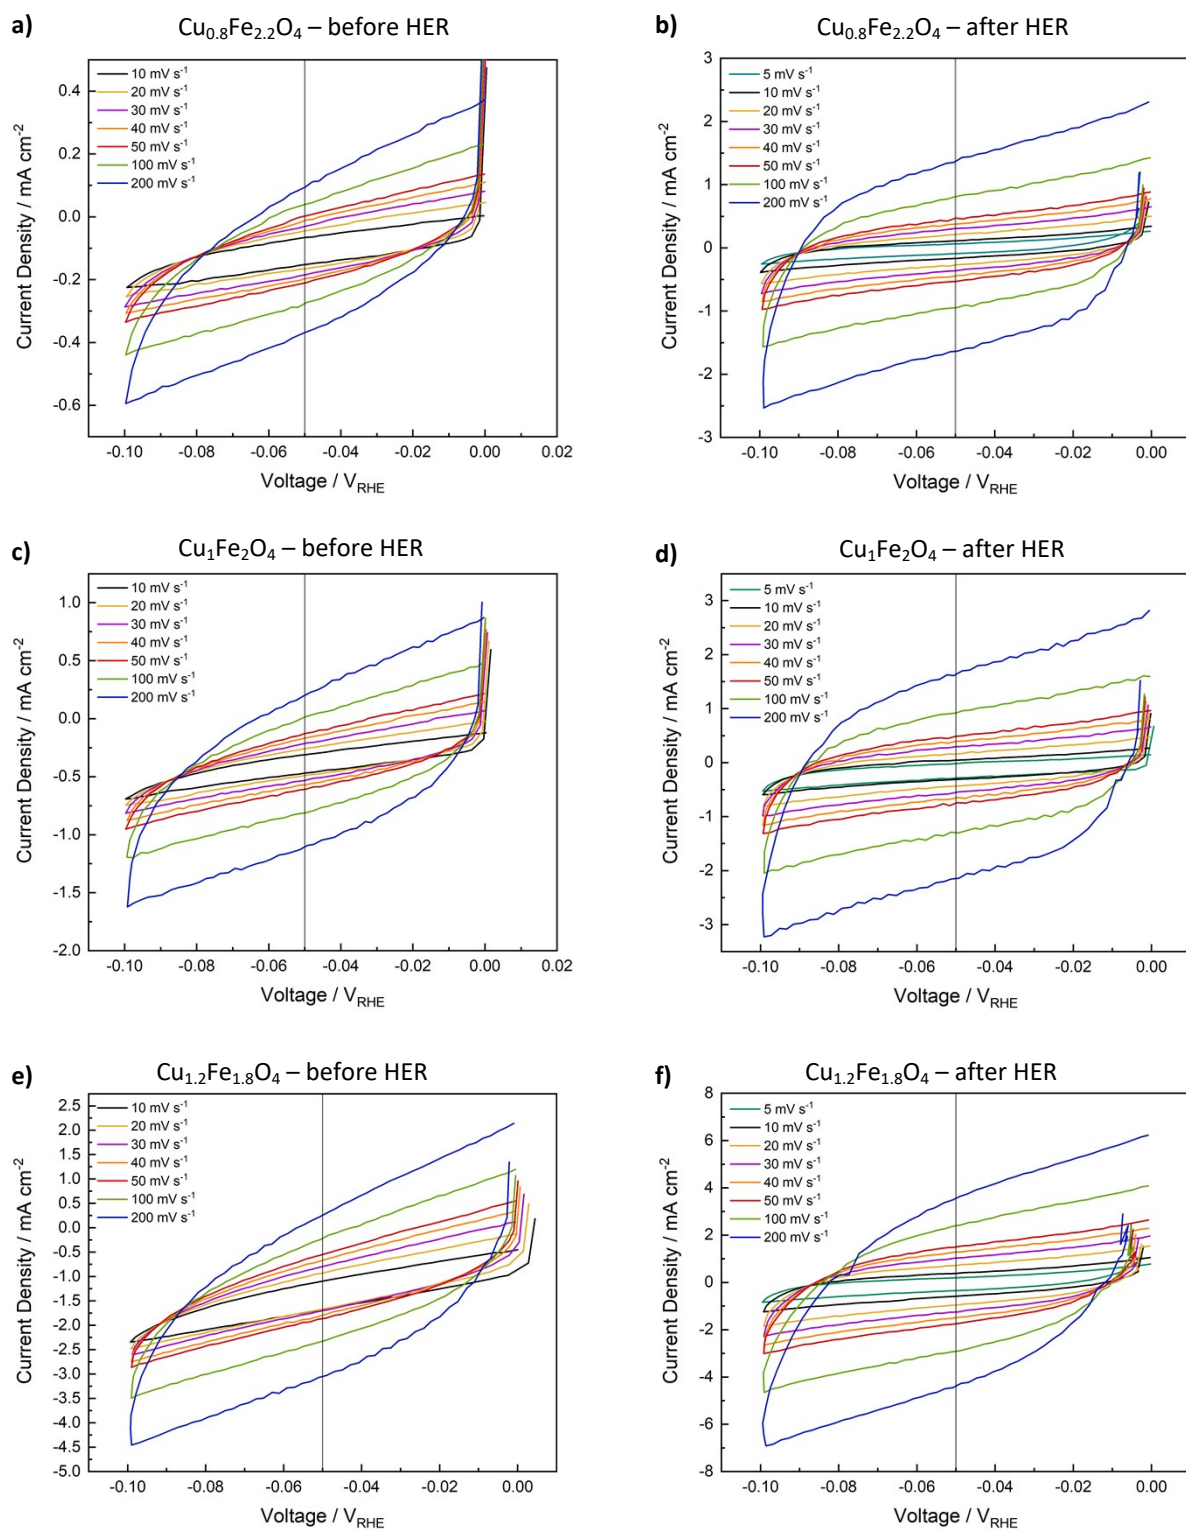 a)
Cu0.8Fe2.2O4 – before HER
10 mV s-1
20 mV s-1
30 mV s-1
40 mV s-1
50 mV s-1
100 mV s-1
200 mV s-1
0.4
0.2
0.0
-0.2
-0.4
-0.6
Current Density / mA cm-2
-0.10
-0.08
-0.06
-0.04
-0.02
0.00
0.02
Voltage / VRHE
b)
Cu0.8Fe2.2O4 – after HER
5 mV s-1
10 mV s-1
20 mV s-1
30 mV s-1
40 mV s-1
50 mV s-1
100 mV s-1
200 mV s-1
3
2
1
0
-1
-2
-3
Current Density / mA cm-2
-0.10
-0.08
-0.06
-0.04
-0.02
0.00
Voltage / VRHE
c)
Cu1Fe2O4 – before HER
10 mV s-1
20 mV s-1
30 mV s-1
40 mV s-1
50 mV s-1
100 mV s-1
200 mV s-1
1.0
0.5
0.0
-0.5
-1.0
-1.5
-2.0
Current Density / mA cm-2
-0.10
-0.08
-0.06
-0.04
-0.02
0.00
0.02
Voltage / VRHE
d)
Cu1Fe2O4 – after HER
5 mV s-1
10 mV s-1
20 mV s-1
30 mV s-1
40 mV s-1
50 mV s-1
100 mV s-1
200 mV s-1
3
2
1
0
-1
-2
-3
Current Density / mA cm-2
-0.10
-0.08
-0.06
-0.04
-0.02
0.00
Voltage / VRHE
e)
Cu1.2Fe1.8O4 – before HER
10 mV s-1
20 mV s-1
30 mV s-1
40 mV s-1
50 mV s-1
100 mV s-1
200 mV s-1
2.5
2.0
1.5
1.0
0.5
0.0
-0.5
-1.0
-1.5
-2.0
-2.5
-3.0
-3.5
-4.0
-4.5
-5.0
Current Density / mA cm-2
-0.10
-0.08
-0.06
-0.04
-0.02
0.00
Voltage / VRHE
f)
Cu1.2Fe1.8O4 – after HER
5 mV s-1
10 mV s-1
20 mV s-1
30 mV s-1
40 mV s-1
50 mV s-1
100 mV s-1
200 mV s-1
8
6
4
2
0
-2
-4
-6
-8
Current Density / mA cm-2
-0.10
-0.08
-0.06
-0.04
-0.02
0.00
Voltage / VRHE